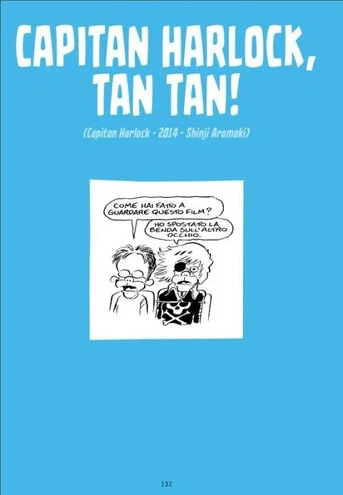 CAPITAN HARLOCK,
TAN TAN!
(Capitan Harlock - 2014 - Shinji Aramaki)
COME HAI FATO A
GUARDARE QUESTO FILM?
HO SPOSTATO LA
BENDA SULL'ALTRO
OCCHIO.
132